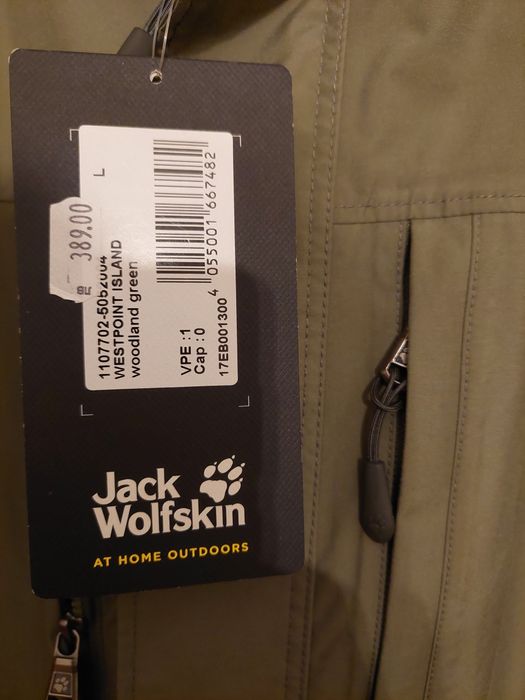 L
389.00
1107702-5052004
WESTPOINT ISLAND
woodland green
4 055001 667482
VPE :1
Cap :0
17EB001300
Jack
Wolfskin
AT HOME OUTDOORS